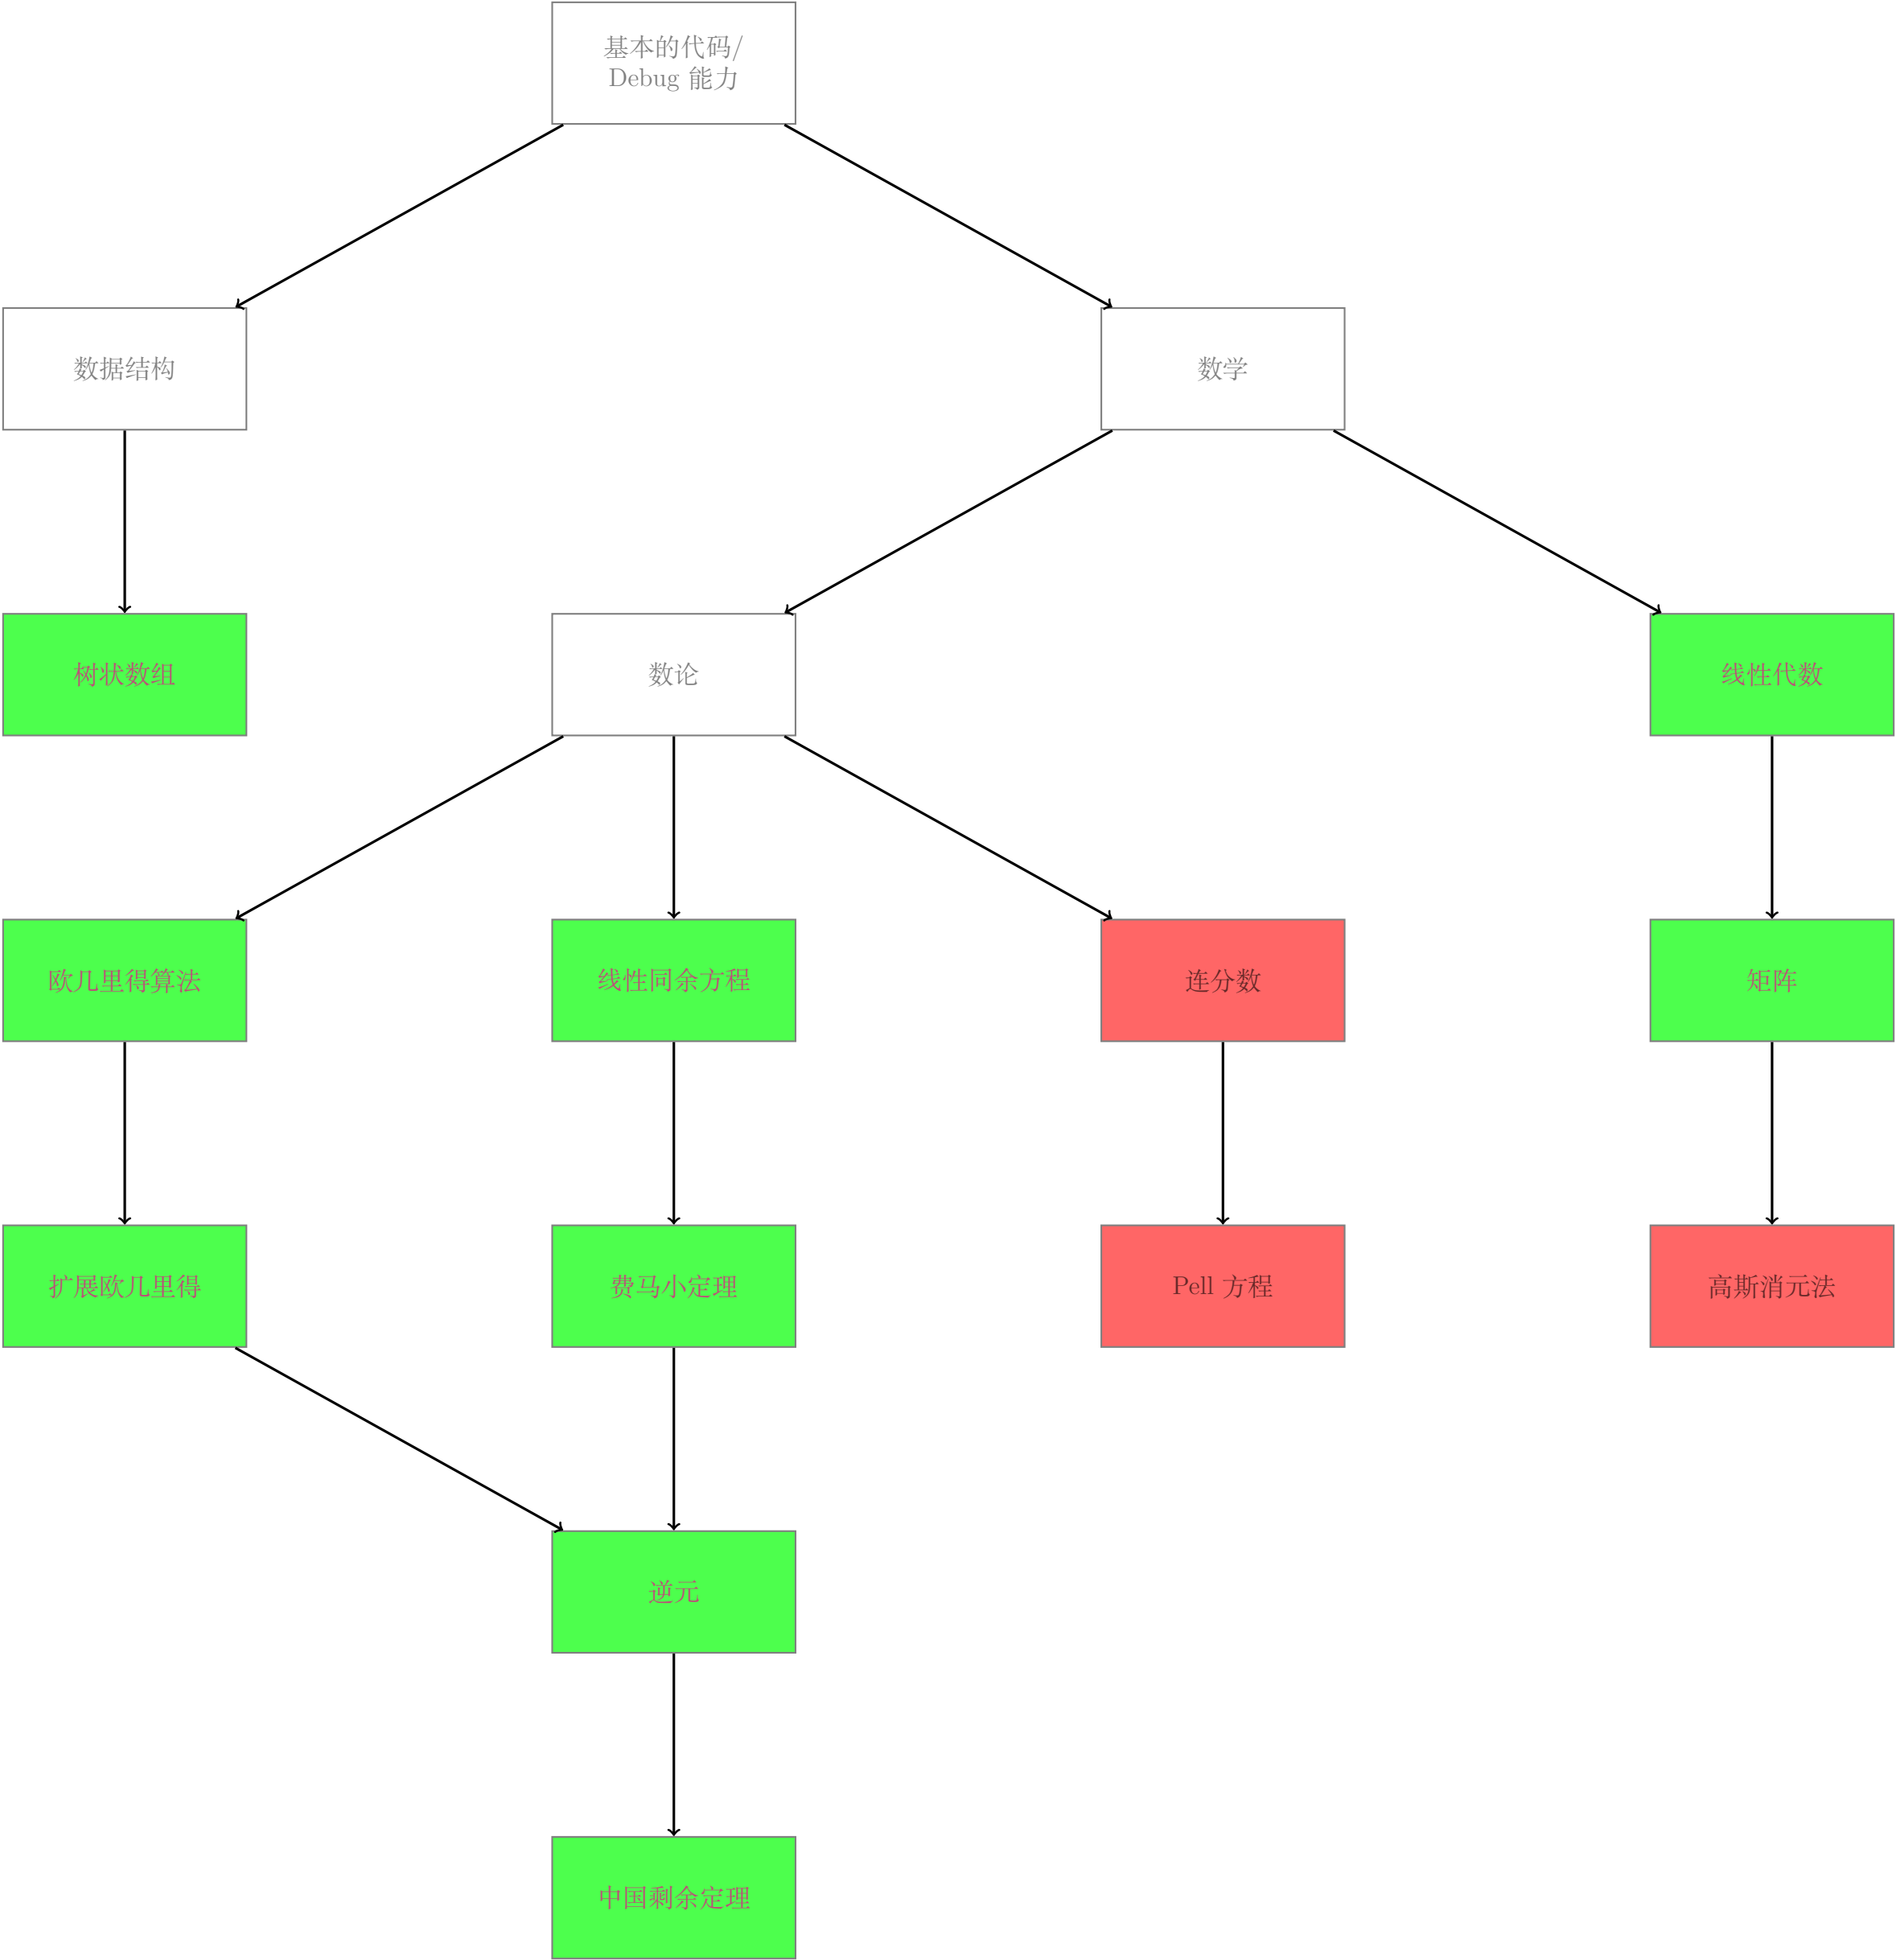 基本的代码/
Debug 能力
数据结构
数学
树状数组
数论
线性代数
欧几里得算法
线性同余方程
连分数
矩阵
扩展欧几里得
费马小定理
Pell 方程
高斯消元法
逆元
中国剩余定理